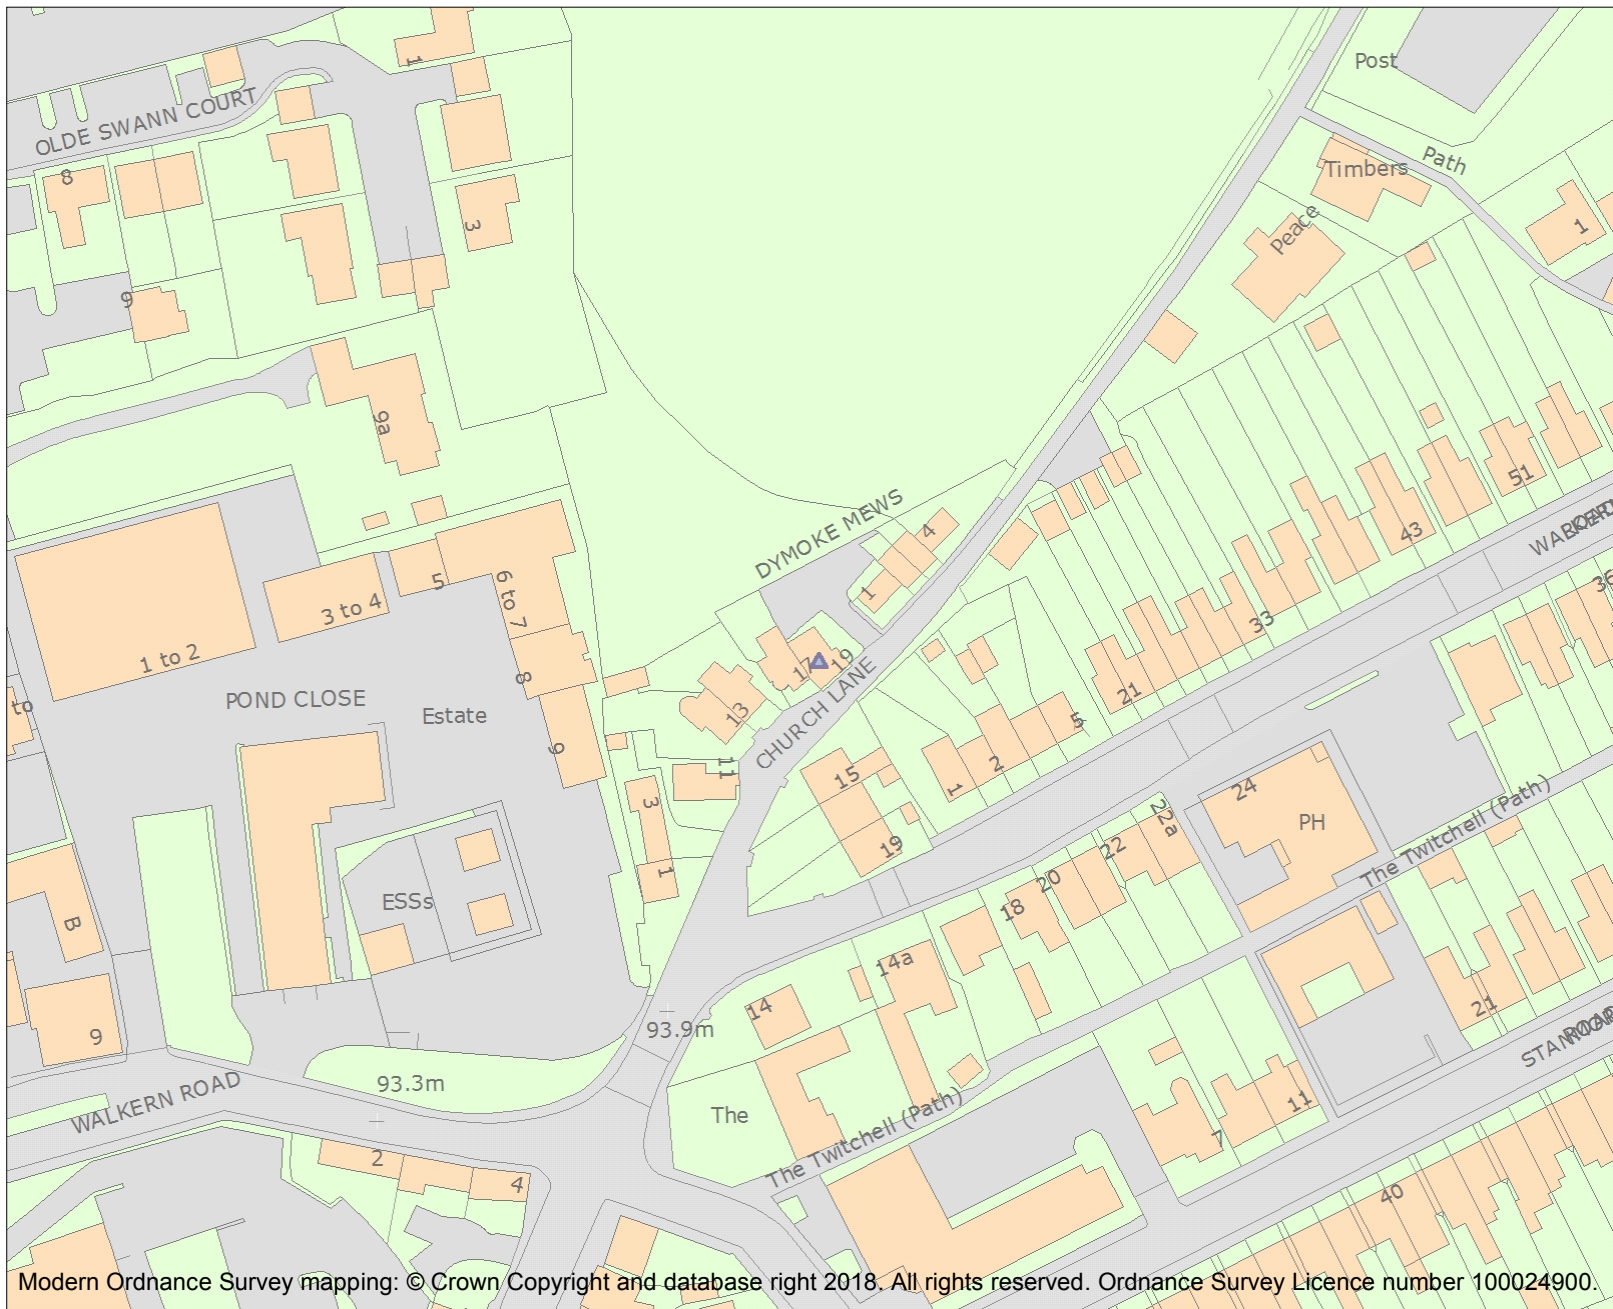 Post
1
OLDE SWANN COURT
Path
Timbers
8
1
3
Peace
9
9a
51
43
WALKERN
DYMOKE MEWS
4
5
6 to 7
3 to 4
1
36
33
1 to 2
17
19
8
21
POND CLOSE
to
Estate
13
CHURCH LANE
5
9
11
2
15
1
24
3
22a
PH
The Twitchell (Path)
19
22
1
20
ESSs
18
B
14a
21
14
93.9m
9
STANMORE
ROAD
93.3m
WALKERN ROAD
The
11
The Twitchell (Path)
7
2
4
40
Modern Ordnance Survey mapping: © Crown Copyright and database right 2018. All rights reserved. Ordnance Survey Licence number 100024900.